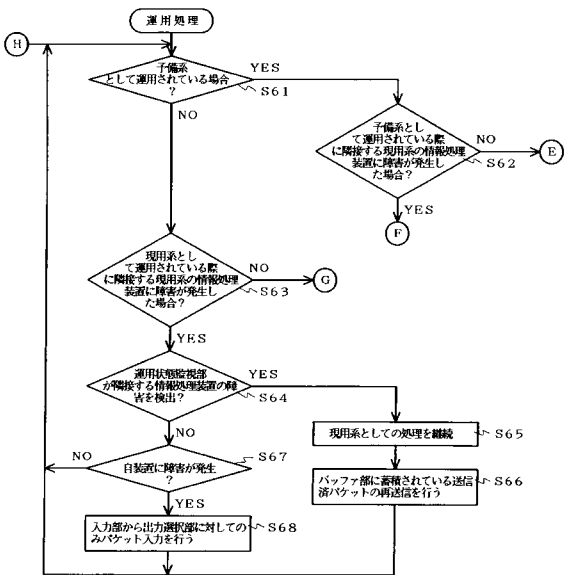 運用処理
H
予備系
として運用されている場合
？
YES
S61
NO
予備系とし
て運用されている際
に隣接する現用系の情報処理
装置に障害が発生し
た場合？
NO
E
S62
YES
F
現用系とし
て運用されている際
に隣接する現用系の情報処理
装置に障害が発生し
た場合？
NO
G
S63
YES
運用状態監視部
が隣接する情報処理装置の障
害を検出？
YES
S64
NO
現用系としての処理を継続
S65
自装置に障害が発生
？
S67
NO
YES
バッファ部に蓄積されている送信
済パケットの再送信を行う
S66
入力部から出力選択部に対しての
みパケット入力を行う
S68